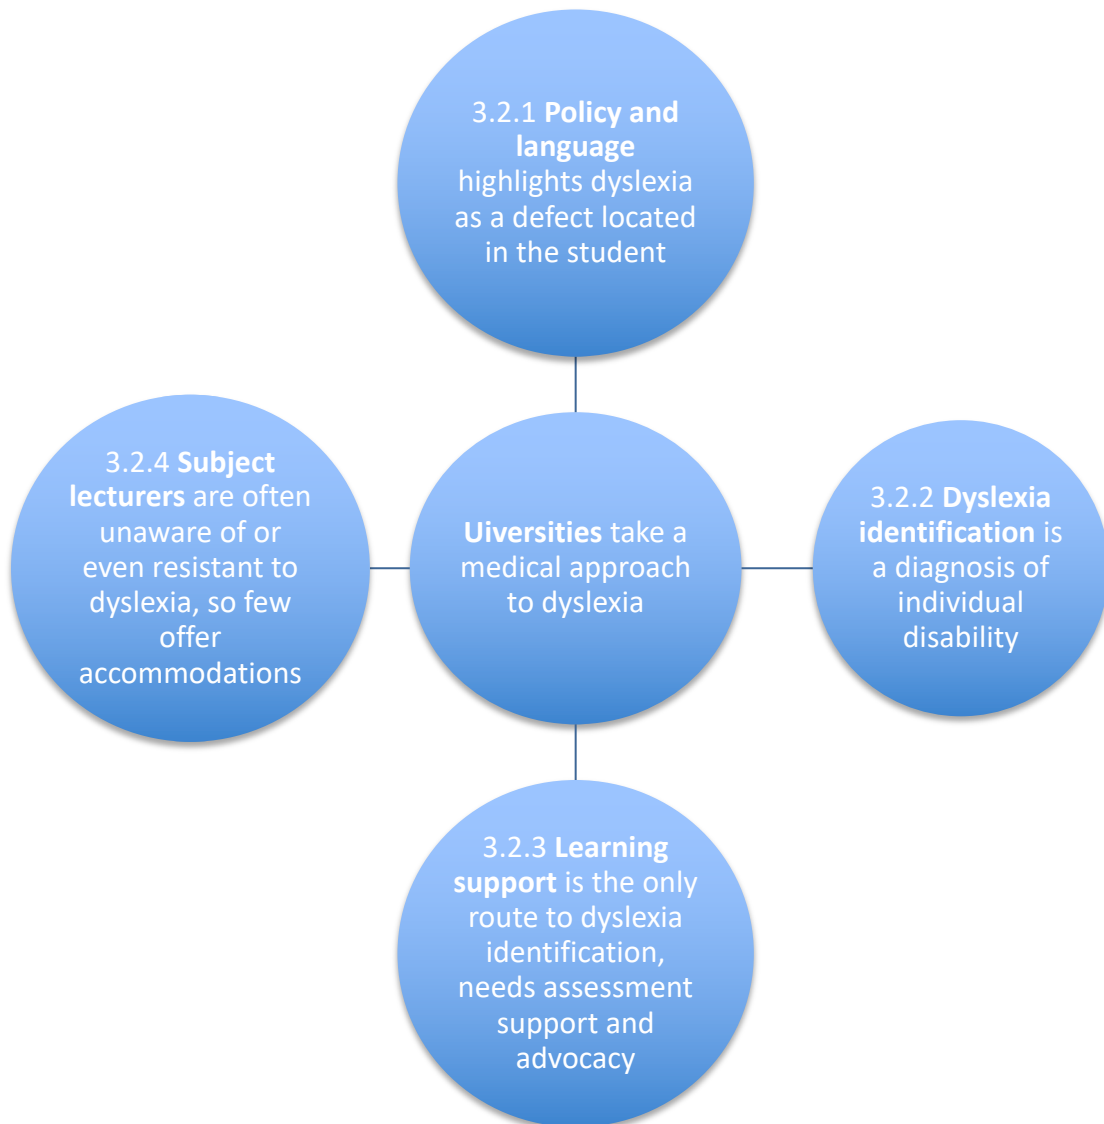 3.2.1 Policy and
language
highlights dyslexia
as a defect located
in the student
3.2.4 Subject
lecturers are often
unaware of or
even resistant to
dyslexia, so few
offer
accommodations
Uiversities take a
medical approach
to dyslexia
3.2.2 Dyslexia
identification is
a diagnosis of
individual
disability
3.2.3 Learning
support is the only
route to dyslexia
identification,
needs assessment
support and
advocacy